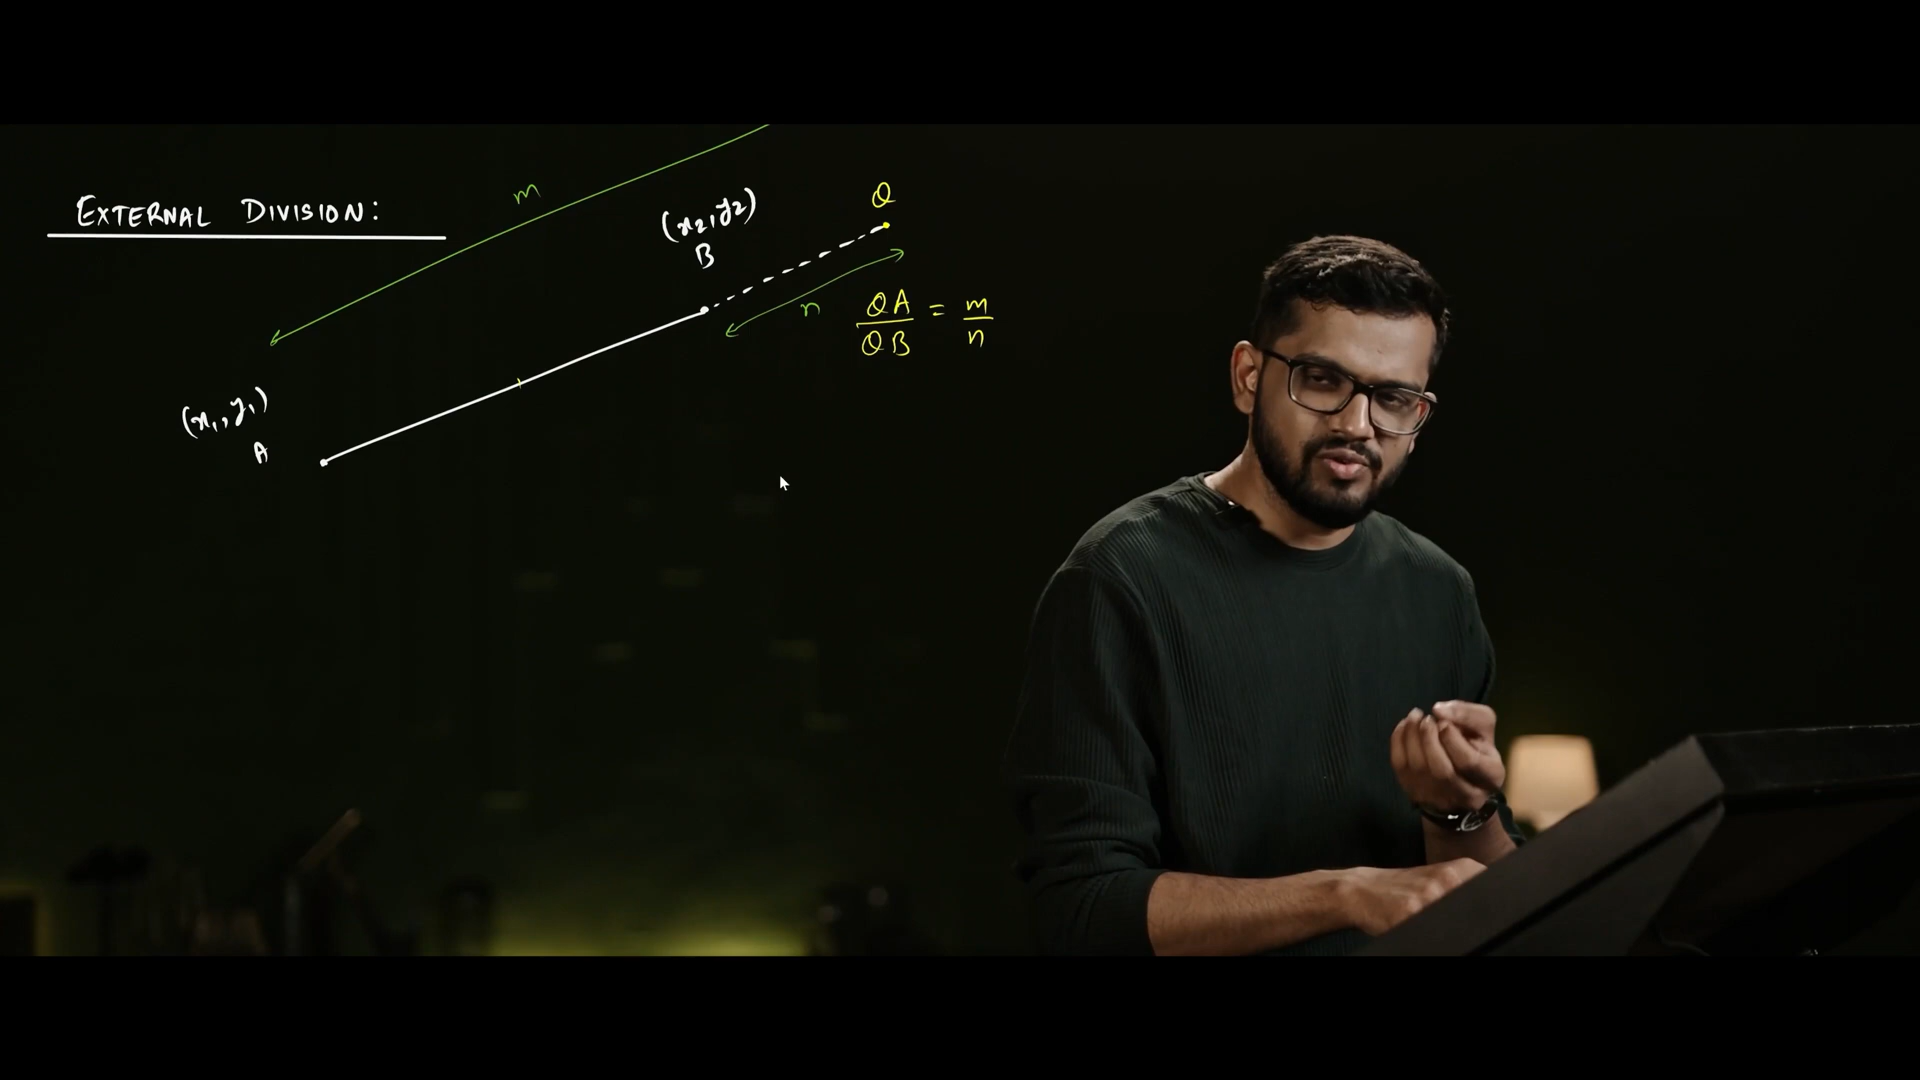 EXTERNAL DIVISION:
m
(x₂, y₂)
B
Q
n
QA/QB = m/n
(x₁, y₁)
A